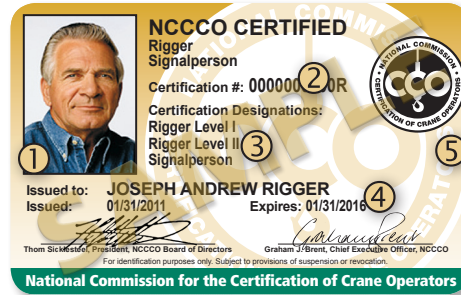 NCCCO CERTIFIED
Rigger
Signalperson
Certification #: 000000 0R
2
Certification Designations:
Rigger Level I
Rigger Level II
Signalperson
3
NATIONAL COMMISSION
CCO
CERTIFICATION OF CRANE OPERATORS
5
1
SAMPLE
Issued to: JOSEPH ANDREW RIGGER
4
Issued: 01/31/2011 Expires: 01/31/2016
Thom Sicklesteel, President, NCCCO Board of Directors
Graham J. Brent, Chief Executive Officer, NCCCO
For identification purposes only. Subject to provisions of suspension or revocation.
National Commission for the Certification of Crane Operators